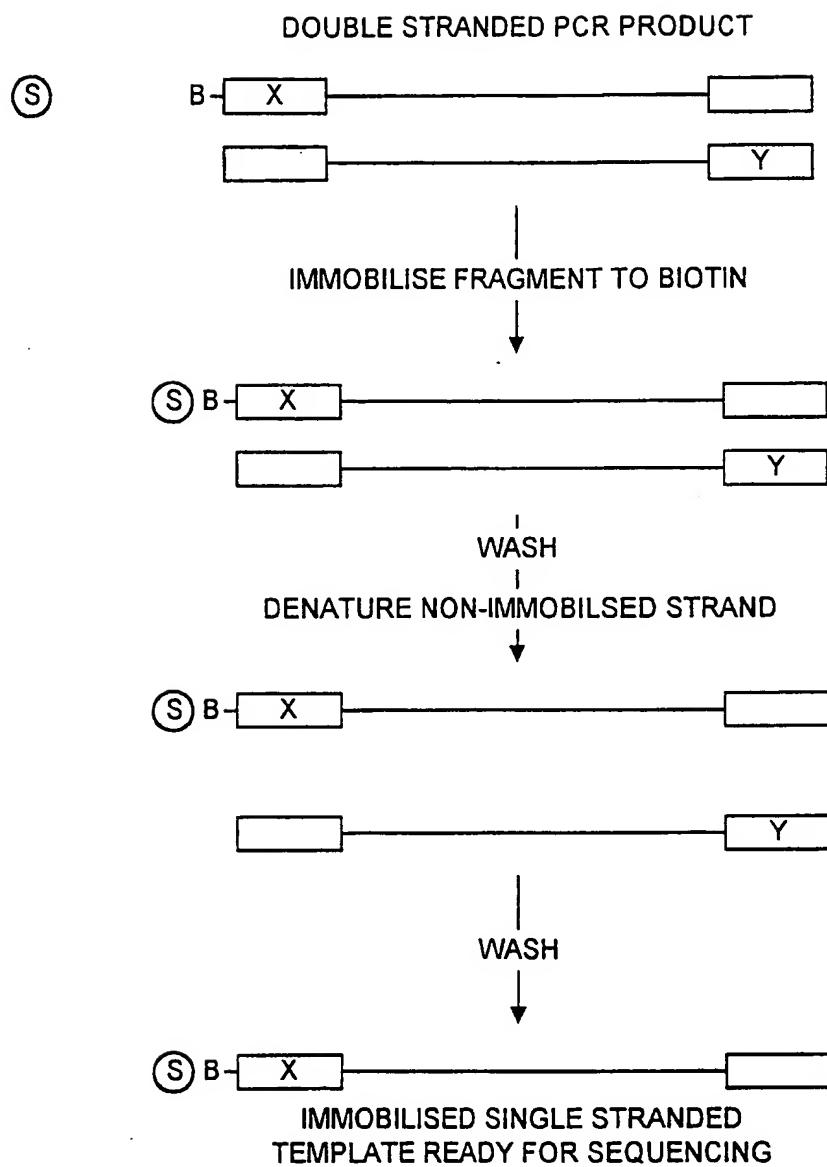 DOUBLE STRANDED PCR PRODUCT
S B X
Y
IMMOBILISE FRAGMENT TO BIOTIN
S B X
Y
WASH
DENATURE NON-IMMOBILSED STRAND
S B X
Y
WASH
S B X
IMMOBILISED SINGLE STRANDED
TEMPLATE READY FOR SEQUENCING